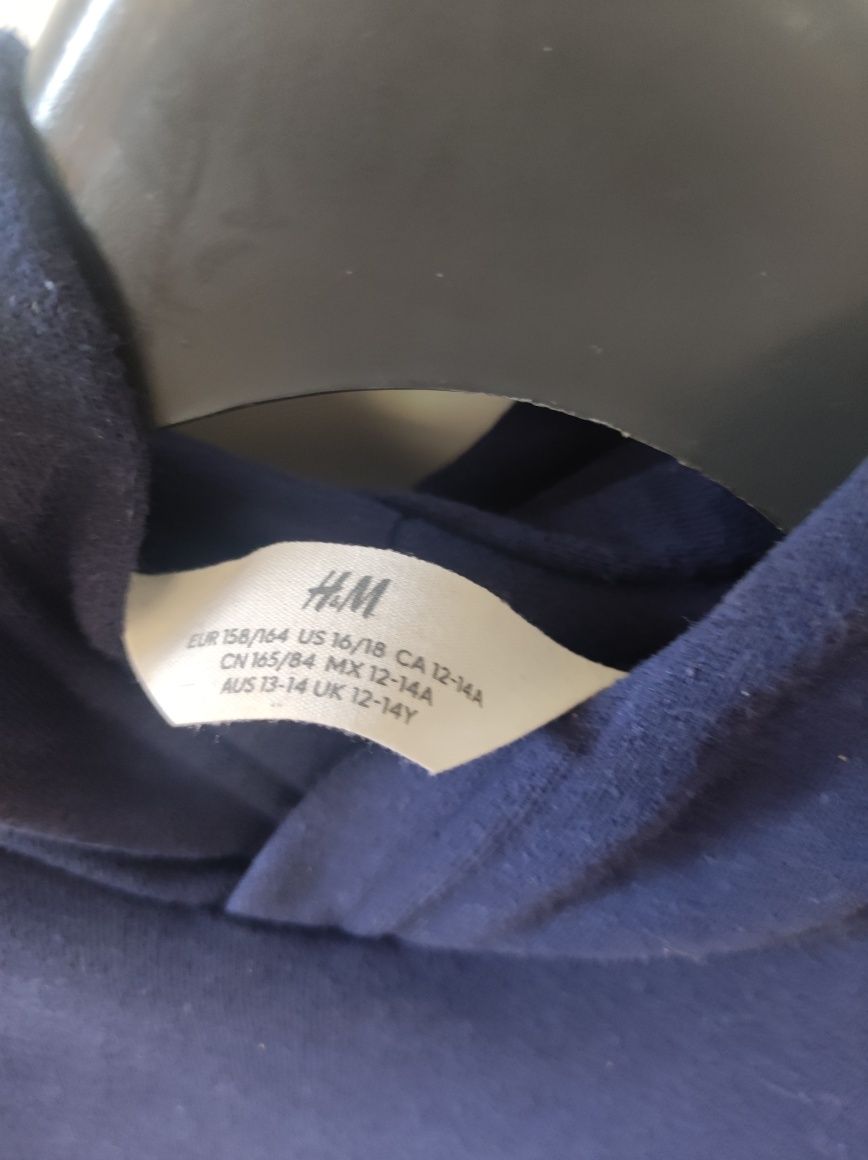 H&M
EUR 158/164 US 16/18 CA 12-14A
CN 165/84 MX 12-14A
AUS 13-14 UK 12-14Y